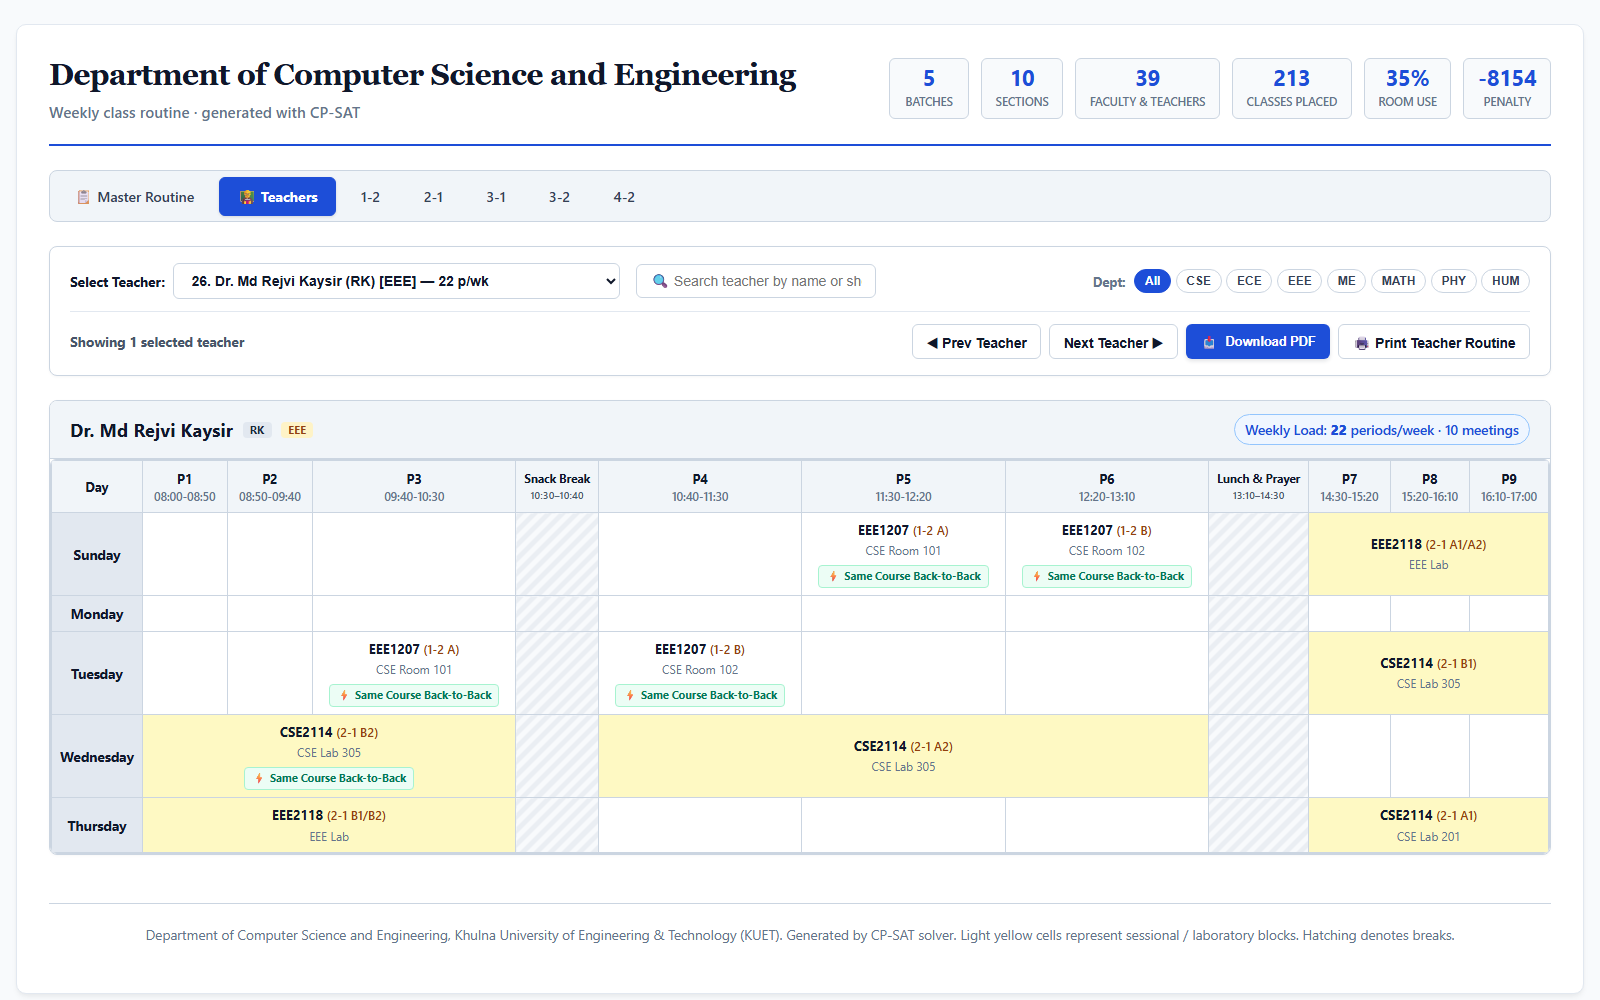 Department of Computer Science and Engineering
Weekly class routine · generated with CP-SAT
5
BATCHES
10
SECTIONS
39
FACULTY & TEACHERS
213
CLASSES PLACED
35%
ROOM USE
-8154
PENALTY
Master Routine
Teachers
1-2
2-1
3-1
3-2
4-2
Select Teacher:
26. Dr. Md Rejvi Kaysir (RK) [EEE] — 22 p/wk
Search teacher by name or sh
Dept:
All
CSE
ECE
EEE
ME
MATH
PHY
HUM
Showing 1 selected teacher
◀ Prev Teacher
Next Teacher ▶
Download PDF
Print Teacher Routine
Dr. Md Rejvi Kaysir RK EEE
Weekly Load: 22 periods/week · 10 meetings
Day
P1
08:00-08:50
P2
08:50-09:40
P3
09:40-10:30
Snack Break
10:30–10:40
P4
10:40-11:30
P5
11:30-12:20
P6
12:20-13:10
Lunch & Prayer
13:10–14:30
P7
14:30-15:20
P8
15:20-16:10
P9
16:10-17:00
Sunday
EEE1207 (1-2 A)
CSE Room 101
Same Course Back-to-Back
EEE1207 (1-2 B)
CSE Room 102
Same Course Back-to-Back
EEE2118 (2-1 A1/A2)
EEE Lab
Monday
Tuesday
EEE1207 (1-2 A)
CSE Room 101
Same Course Back-to-Back
EEE1207 (1-2 B)
CSE Room 102
Same Course Back-to-Back
CSE2114 (2-1 B1)
CSE Lab 305
Wednesday
CSE2114 (2-1 B2)
CSE Lab 305
Same Course Back-to-Back
CSE2114 (2-1 A2)
CSE Lab 305
Thursday
EEE2118 (2-1 B1/B2)
EEE Lab
CSE2114 (2-1 A1)
CSE Lab 201
Department of Computer Science and Engineering, Khulna University of Engineering & Technology (KUET). Generated by CP-SAT solver. Light yellow cells represent sessional / laboratory blocks. Hatching denotes breaks.